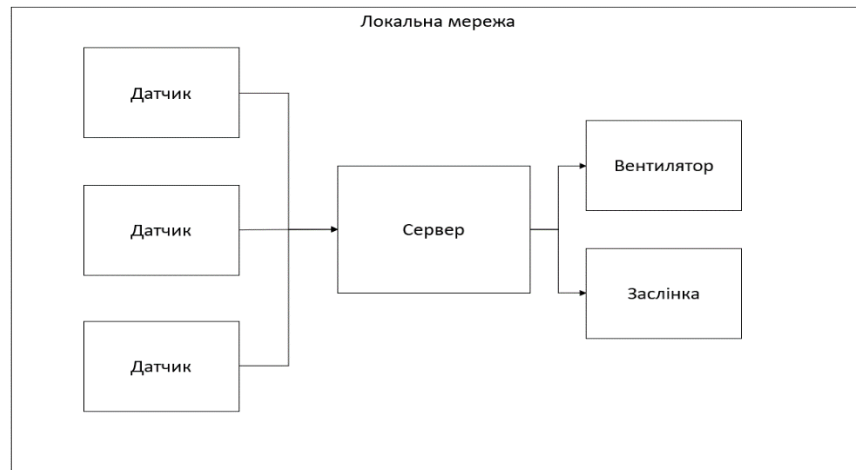 Локальна мережа
Датчик
Датчик
Датчик
Сервер
Вентилятор
Заслінка